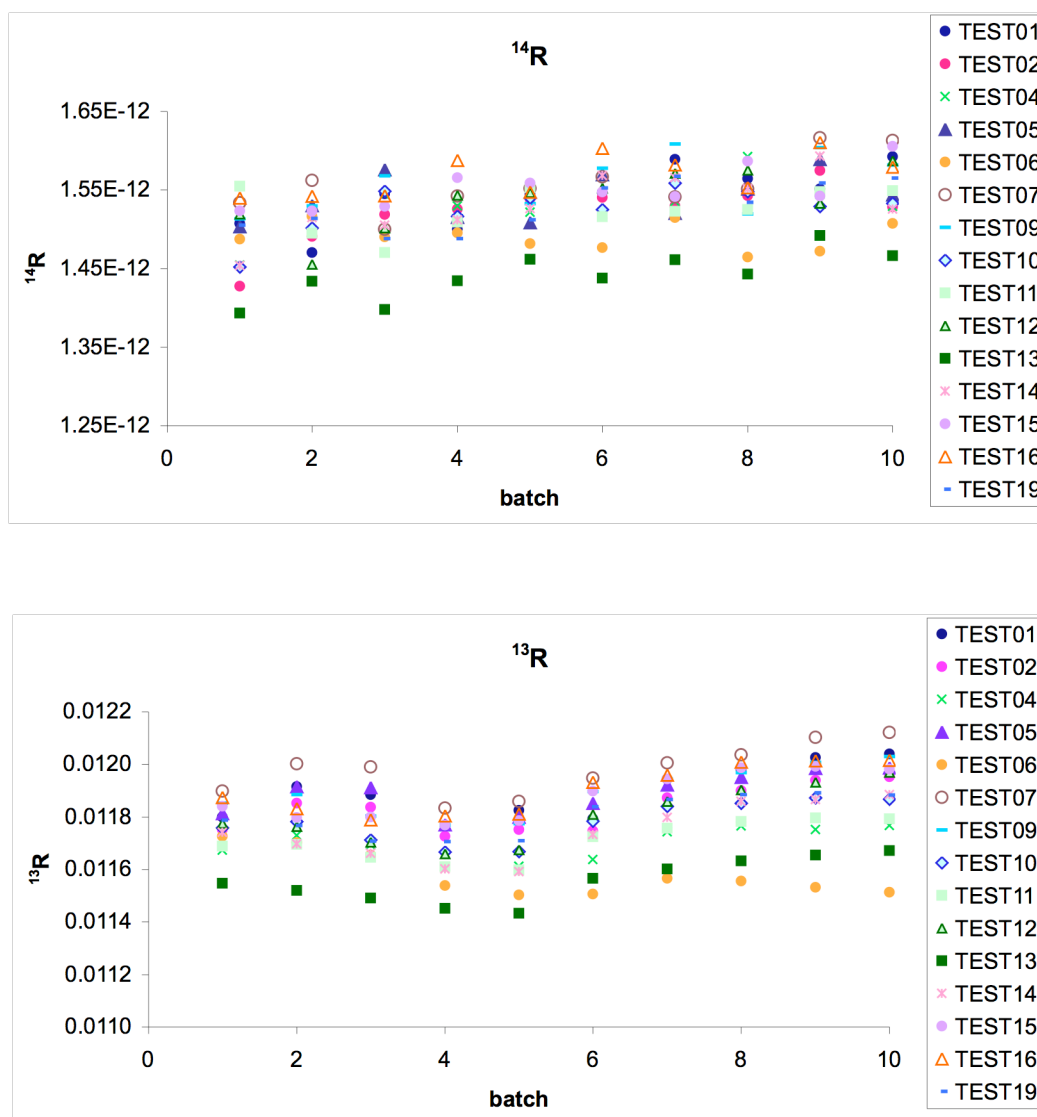 ¹⁴R
1.65E-12
1.55E-12
1.45E-12
1.35E-12
1.25E-12
¹⁴R
0 2 4 6 8 10
batch
TEST01
TEST02
TEST04
TEST05
TEST06
TEST07
TEST09
TEST10
TEST11
TEST12
TEST13
TEST14
TEST15
TEST16
TEST19
¹³R
0.0122
0.0120
0.0118
0.0116
0.0114
0.0112
0.0110
¹³R
0 2 4 6 8 10
batch
TEST01
TEST02
TEST04
TEST05
TEST06
TEST07
TEST09
TEST10
TEST11
TEST12
TEST13
TEST14
TEST15
TEST16
TEST19